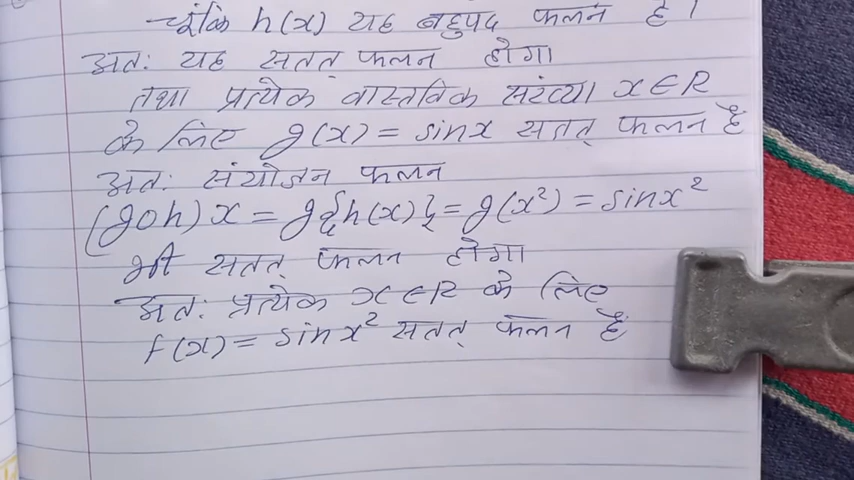 चूंकि h(x) यह बहुपद फलन है।
अत: यह सतत् फलन होगा
तथा प्रत्येक वास्तविक संख्या x∈R
के लिए g(x) = sinx सतत् फलन है
अत: संयोजन फलन
(goh)x = g{h(x)} = g(x²) = sinx²
भी सतत् फलन होगा
अत: प्रत्येक x∈R के लिए
f(x) = sinx² सतत् फलन है